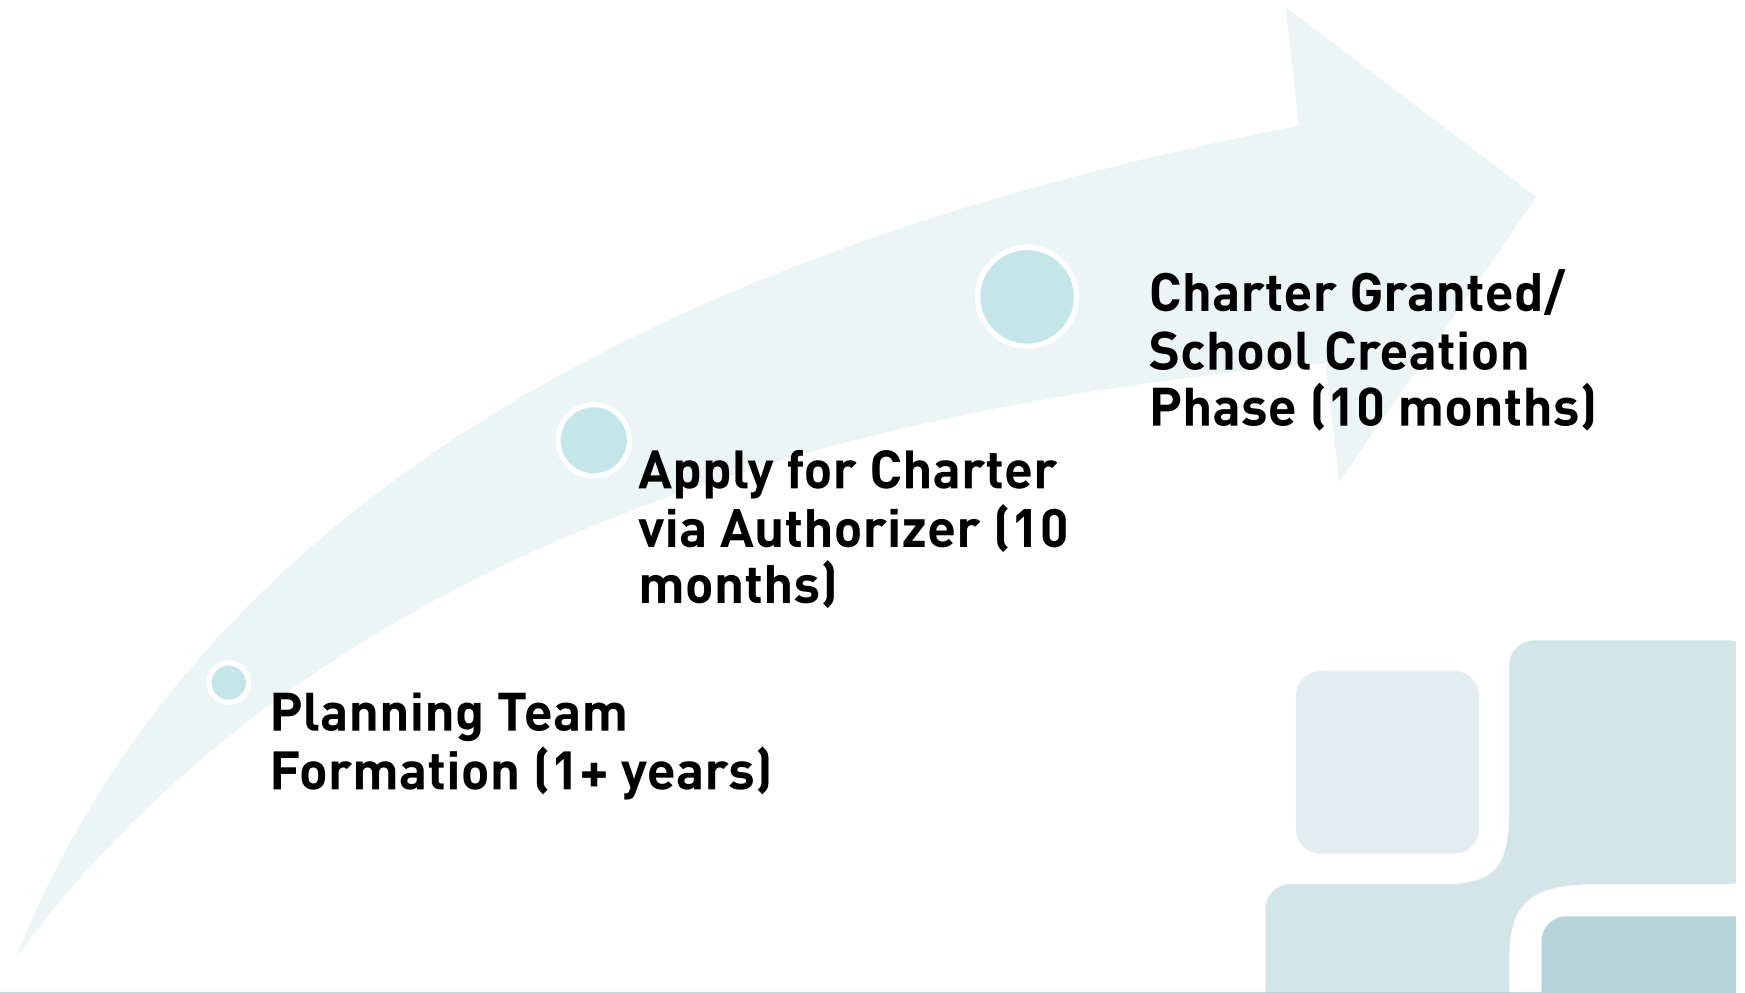 Charter Granted/
School Creation
Phase (10 months)
Apply for Charter
via Authorizer (10
months)
Planning Team
Formation (1+ years)